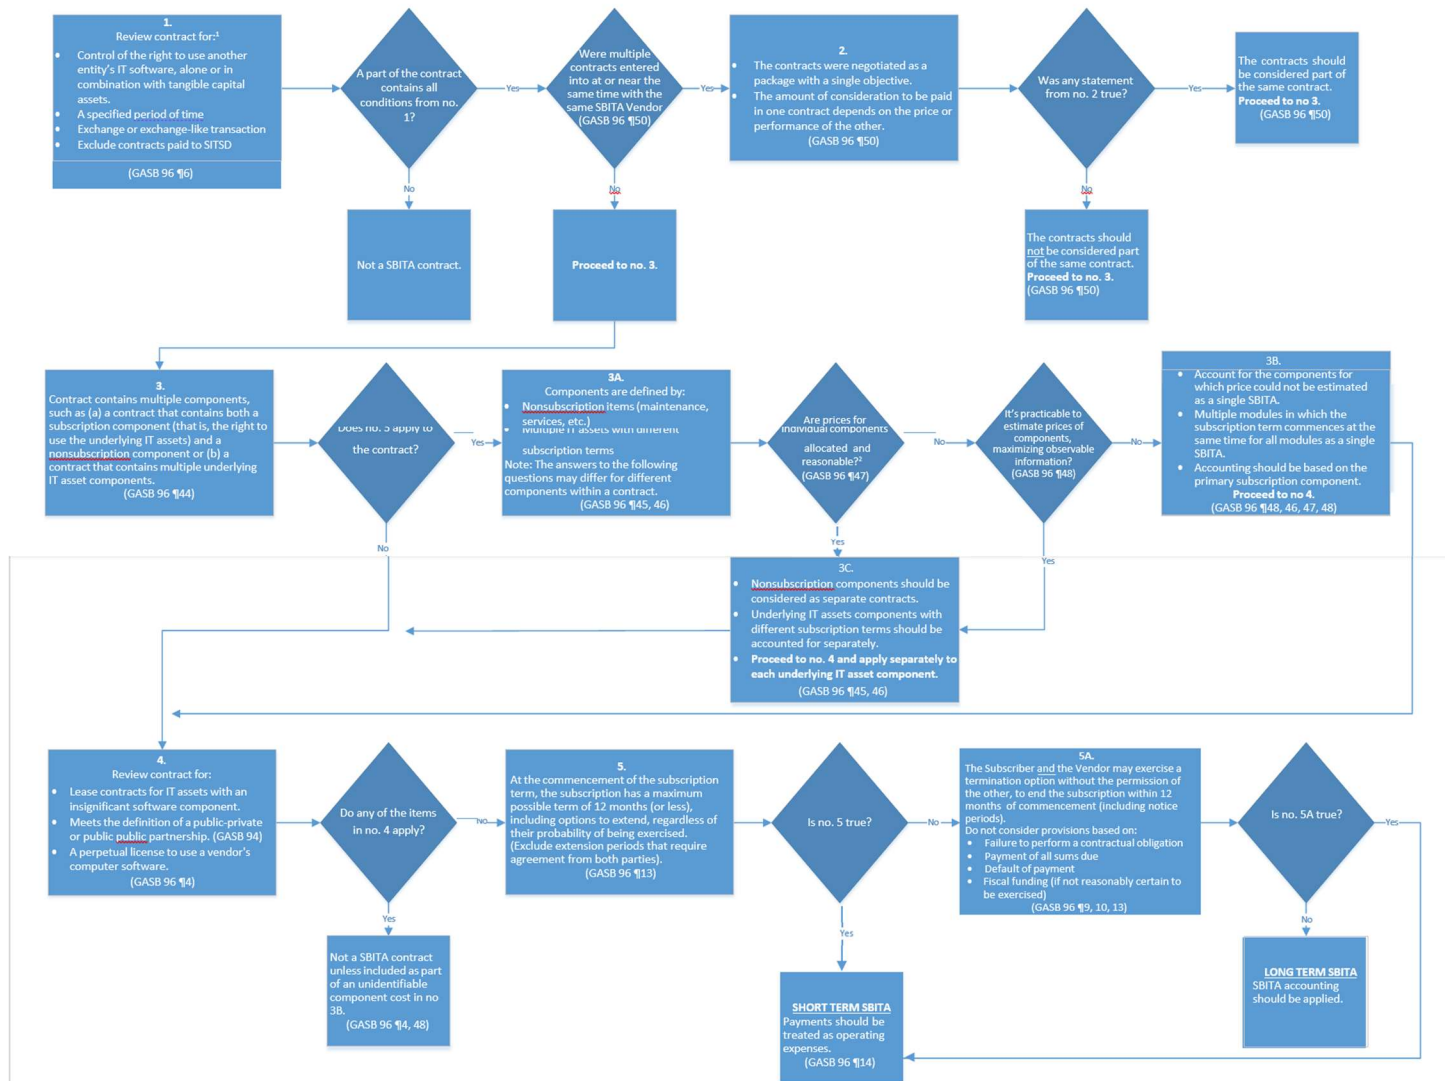 1.
Review contract for:¹
• Control of the right to use another
entity's IT software, alone or in
combination with tangible capital
assets.
• A specified period of time
• Exchange or exchange-like transaction
• Exclude contracts paid to SITSD
(GASB 96 ¶6)
A part of the contract
contains all
conditions from no.
1?
Yes
No
Not a SBITA contract.
Were multiple
contracts entered
into at or near the
same time with the
same SBITA Vendor
(GASB 96 ¶50)
Yes
No
Proceed to no. 3.
2.
• The contracts were negotiated as a
package with a single objective.
• The amount of consideration to be paid
in one contract depends on the price or
performance of the other.
(GASB 96 ¶50)
Was any statement
from no. 2 true?
Yes
No
The contracts should
be considered part of
the same contract.
Proceed to no 3.
(GASB 96 ¶50)
The contracts should
not be considered part
of the same contract.
Proceed to no. 3.
(GASB 96 ¶50)
3.
Contract contains multiple components,
such as (a) a contract that contains both a
subscription component (that is, the right to
use the underlying IT assets) and a
nonsubscription component or (b) a
contract that contains multiple underlying
IT asset components.
(GASB 96 ¶44)
Does no. 3 apply to
the contract?
Yes
No
3A.
Components are defined by:
• Nonsubscription items (maintenance,
services, etc.)
• Multiple IT assets with different
subscription terms
Note: The answers to the following
questions may differ for different
components within a contract.
(GASB 96 ¶45, 46)
Are prices for
individual components
allocated and
reasonable?²
(GASB 96 ¶47)
No
Yes
It's practicable to
estimate prices of
components,
maximizing observable
information?
(GASB 96 ¶48)
No
Yes
3B.
• Account for the components for
which price could not be estimated
as a single SBITA.
• Multiple modules in which the
subscription term commences at
the same time for all modules as a single
SBITA.
• Accounting should be based on the
primary subscription component.
Proceed to no 4.
(GASB 96 ¶48, 46, 47, 48)
3C.
• Nonsubscription components should be
considered as separate contracts.
• Underlying IT assets components with
different subscription terms should be
accounted for separately.
• Proceed to no. 4 and apply separately to
each underlying IT asset component.
(GASB 96 ¶45, 46)
4.
Review contract for:
• Lease contracts for IT assets with an
insignificant software component.
• Meets the definition of a public-private
or public public partnership. (GASB 94)
• A perpetual license to use a vendor's
computer software.
(GASB 96 ¶4)
Do any of the items
in no. 4 apply?
No
Yes
Not a SBITA contract
unless included as part
of an unidentifiable
component cost in no
3B.
(GASB 96 ¶4, 48)
5.
At the commencement of the subscription
term, the subscription has a maximum
possible term of 12 months (or less),
including options to extend, regardless of
their probability of being exercised.
(Exclude extension periods that require
agreement from both parties).
(GASB 96 ¶13)
Is no. 5 true?
No
Yes
SHORT TERM SBITA
Payments should be
treated as operating
expenses.
(GASB 96 ¶14)
5A.
The Subscriber and the Vendor may exercise a
termination option without the permission of
the other, to end the subscription within 12
months of commencement (including notice
periods).
Do not consider provisions based on:
• Failure to perform a contractual obligation
• Payment of all sums due
• Default of payment
• Fiscal funding (if not reasonably certain to
be exercised)
(GASB 96 ¶9, 10, 13)
Is no. 5A true?
Yes
No
LONG TERM SBITA
SBITA accounting
should be applied.